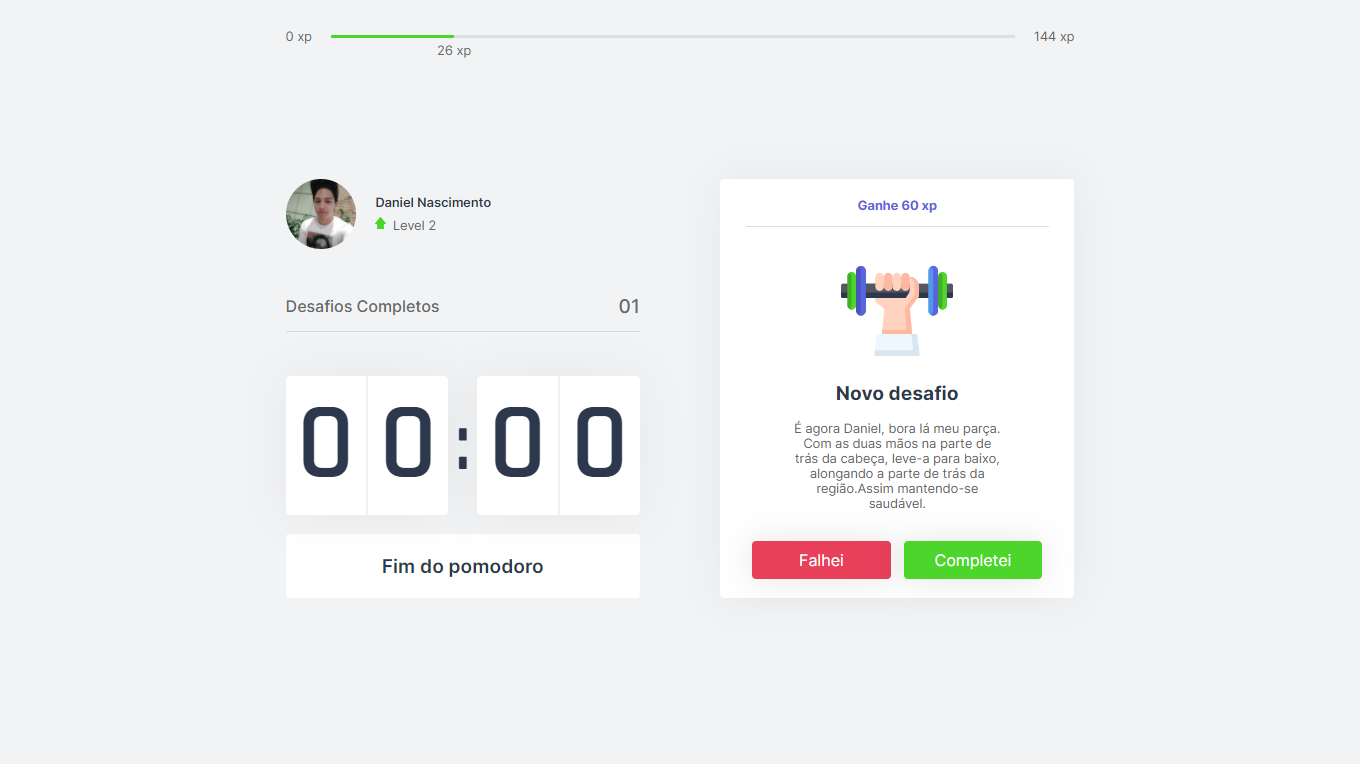 0 xp
26 xp
144 xp
Daniel Nascimento
Level 2
Desafios Completos
01
00:00
Fim do pomodoro
Ganhe 60 xp
Novo desafio
É agora Daniel, bora lá meu parça.
Com as duas mãos na parte de
trás da cabeça, leve-a para baixo,
alongando a parte de trás da
região.Assim mantendo-se
saudável.
Falhei
Completei